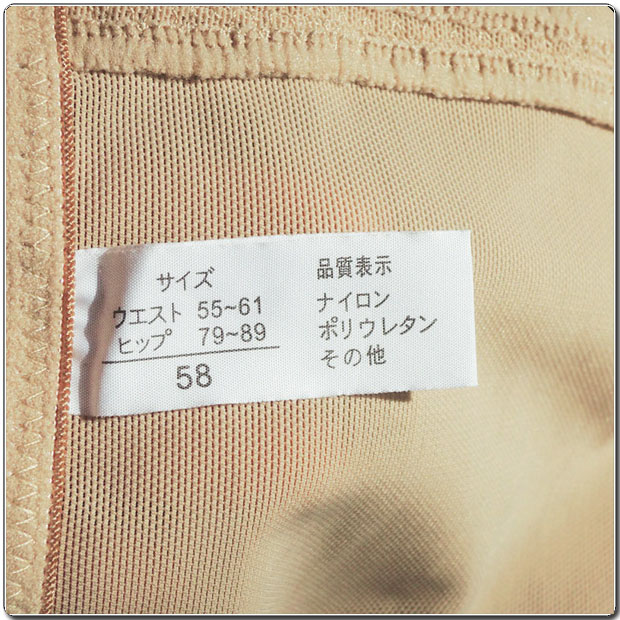 サイズ
ウエスト 55~61
ヒップ 79~89
58
品質表示
ナイロン
ポリウレタン
その他